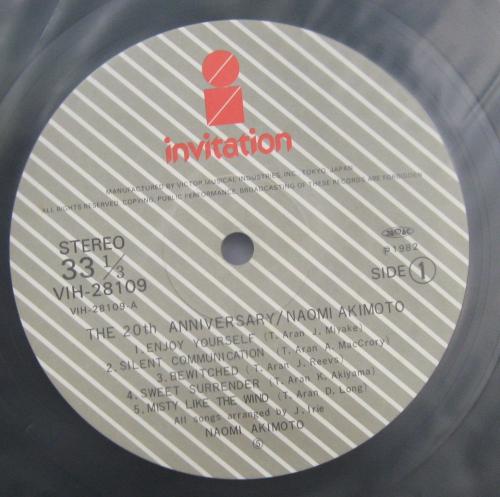 invitation
MANUFACTURED BY VICTOR MUSICAL INDUSTRIES, INC. TOKYO, JAPAN
ALL RIGHTS RESERVED. COPYING, PUBLIC PERFORMANCE, BROADCASTING OF THESE RECORDS ARE FORBIDDEN
STEREO
33 1/3
VIH-28109
VIH-28109-A
℗1982
SIDE 1
THE 20th ANNIVERSARY/NAOMI AKIMOTO
1. ENJOY YOURSELF (T. Aran J. Miyake)
2. SILENT COMMUNICATION (T. Aran A. MacCrory)
3. BEWITCHED (T. Aran J. Reevs)
4. SWEET SURRENDER (T. Aran K. Akiyama)
5. MISTY LIKE THE WIND (T. Aran D. Long)
All songs arranged by J. Irie
NAOMI AKIMOTO